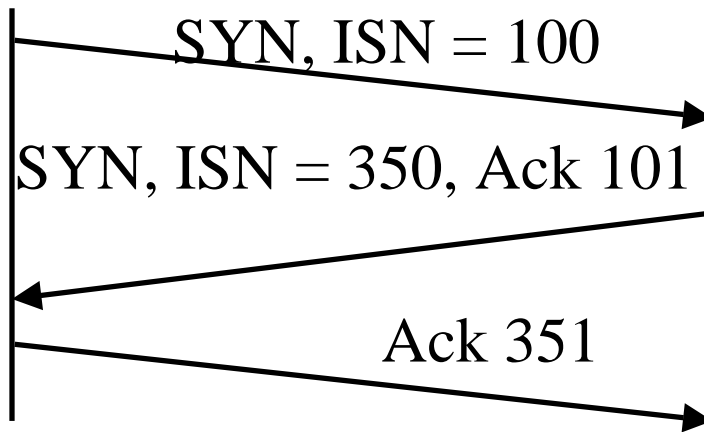 SYN, ISN = 100
SYN, ISN = 350, Ack 101
Ack 351